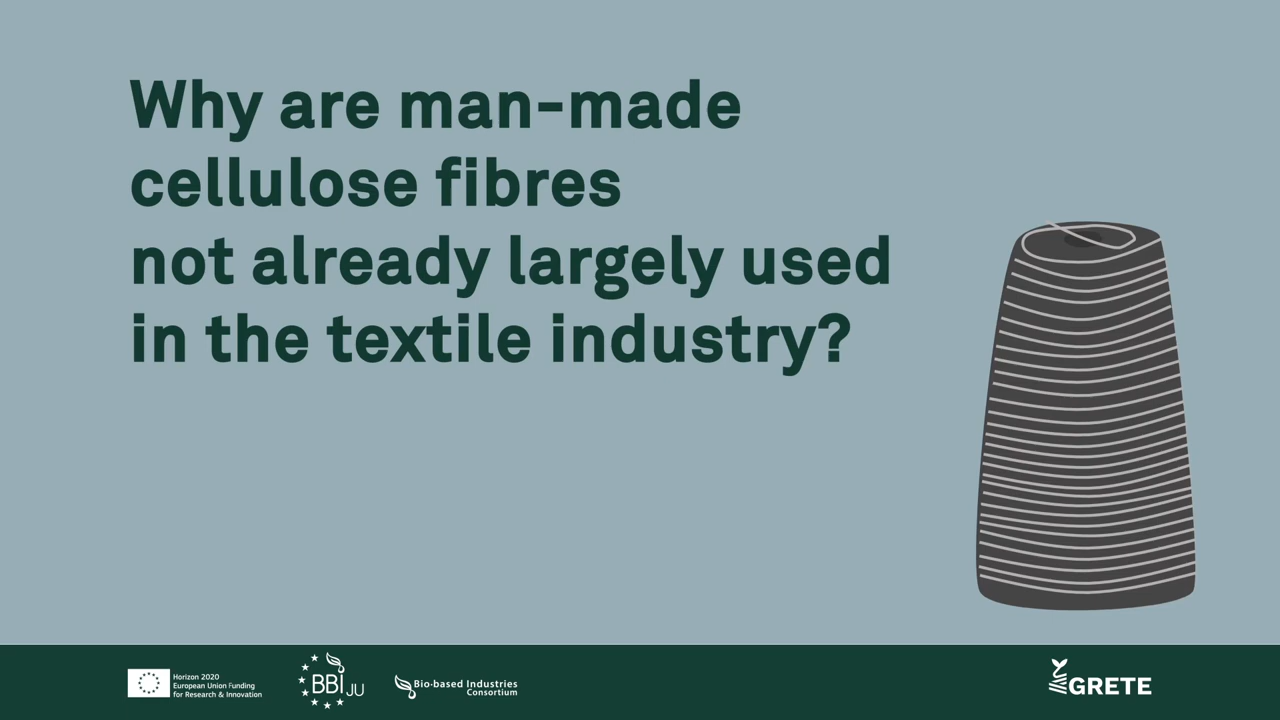 Why are man-made
cellulose fibres
not already largely used
in the textile industry?
Horizon 2020
European Union Funding
for Research & Innovation
BBI JU
Bio-based Industries
Consortium
GRETE